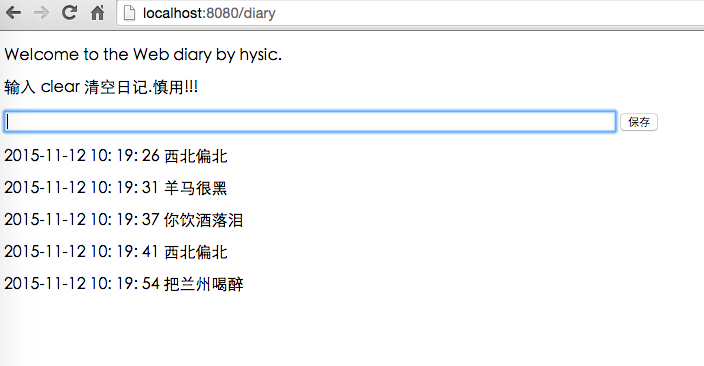 localhost:8080/diary
Welcome to the Web diary by hysic.
输入 clear 清空日记.慎用!!!
保存
2015-11-12 10: 19: 26 西北偏北
2015-11-12 10: 19: 31 羊马很黑
2015-11-12 10: 19: 37 你饮酒落泪
2015-11-12 10: 19: 41 西北偏北
2015-11-12 10: 19: 54 把兰州喝醉